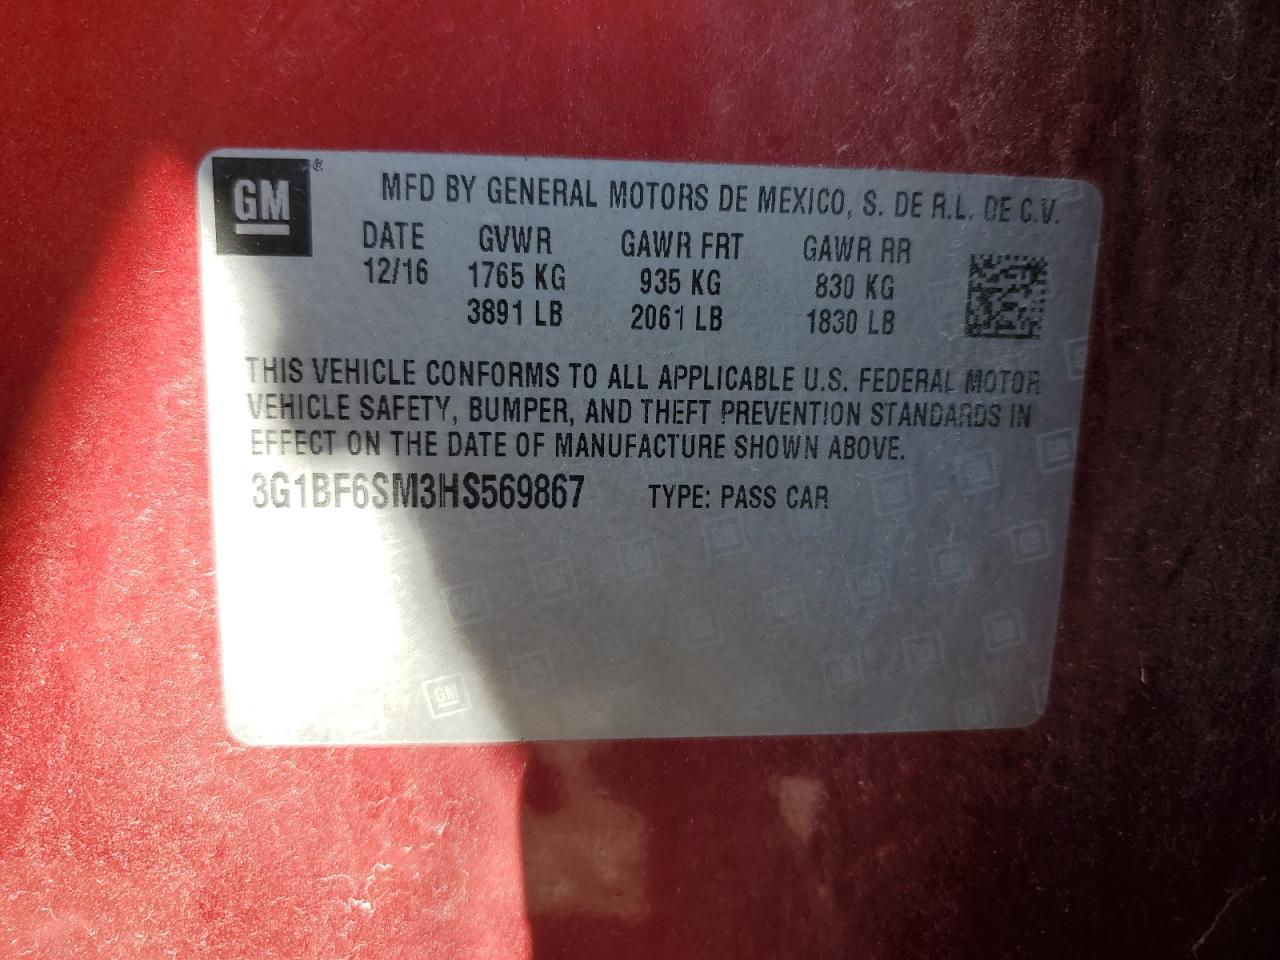 GM ®
MFD BY GENERAL MOTORS DE MEXICO, S. DE R.L. DE C.V.
DATE GVWR GAWR FRT GAWR RR
12/16 1765 KG 935 KG 830 KG
3891 LB 2061 LB 1830 LB
THIS VEHICLE CONFORMS TO ALL APPLICABLE U.S. FEDERAL MOTOR
VEHICLE SAFETY, BUMPER, AND THEFT PREVENTION STANDARDS IN
EFFECT ON THE DATE OF MANUFACTURE SHOWN ABOVE.
3G1BF6SM3HS569867 TYPE: PASS CAR
GM